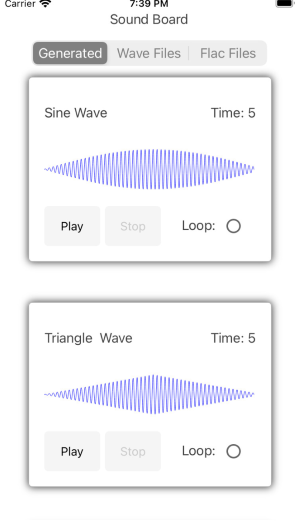 Carrier 7:39 PM
Sound Board
Generated Wave Files Flac Files
Sine Wave Time: 5
Play Stop Loop:
Triangle Wave Time: 5
Play Stop Loop: